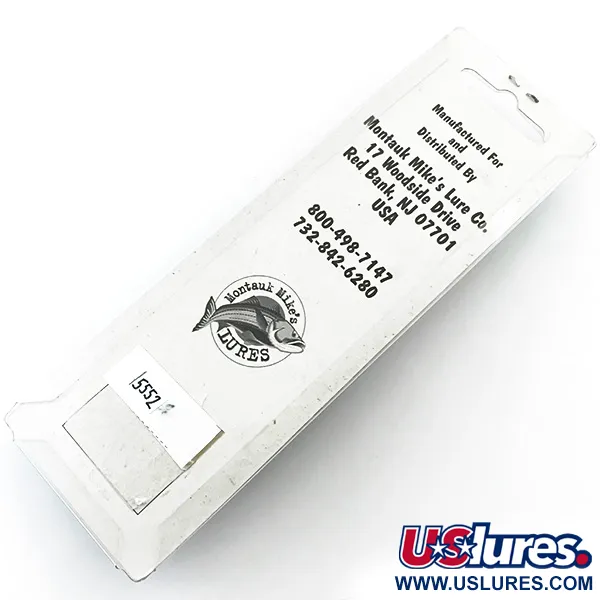 Manufactured For
and
Distributed By
Montauk Mike's Lure Co.
17 Woodside Drive
Red Bank, NJ 07701
USA
800-498-7147
732-842-6280
Montauk Mike's
LURES
15552
USlures.
WWW.USLURES.COM